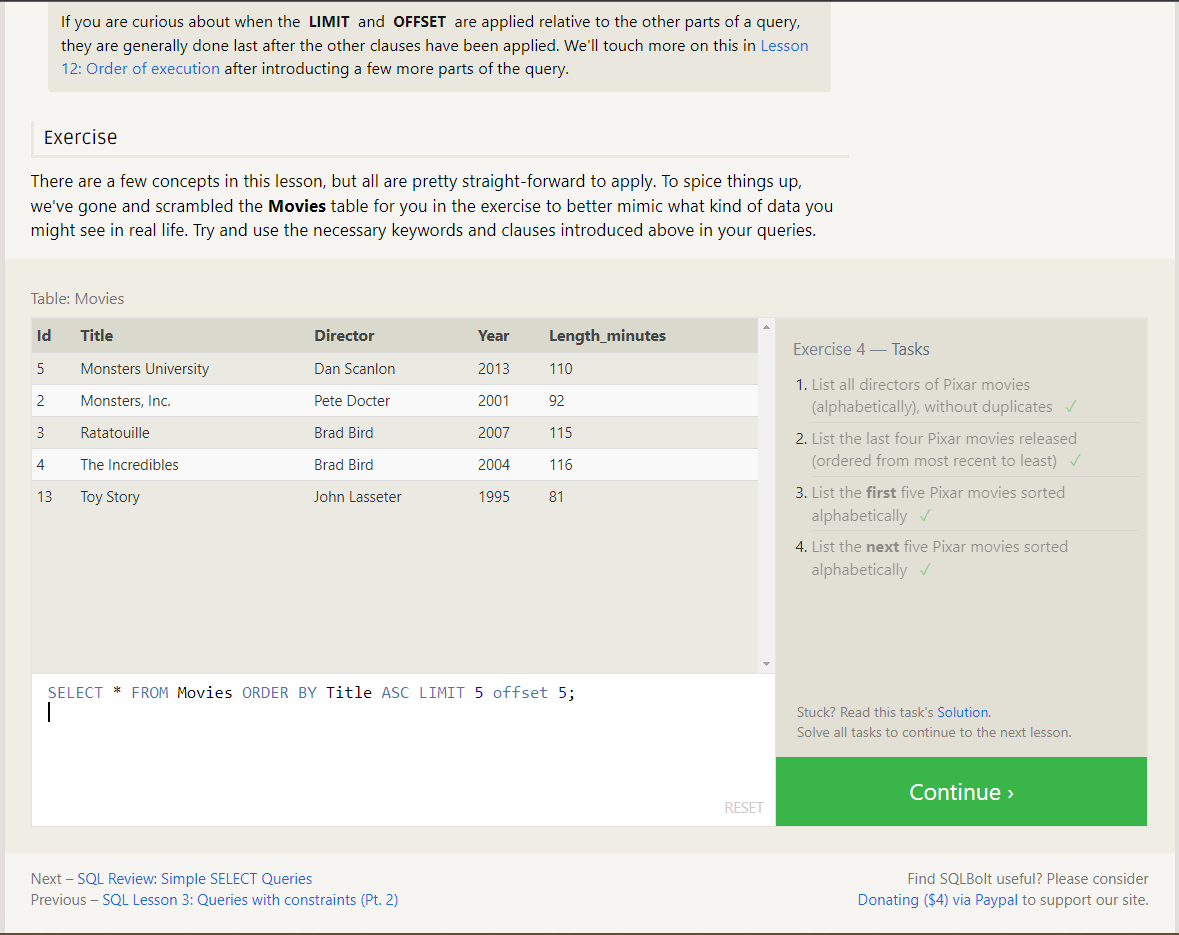 If you are curious about when the LIMIT and OFFSET are applied relative to the other parts of a query,
they are generally done last after the other clauses have been applied. We'll touch more on this in Lesson
12: Order of execution after introducting a few more parts of the query.
Exercise
There are a few concepts in this lesson, but all are pretty straight-forward to apply. To spice things up,
we've gone and scrambled the Movies table for you in the exercise to better mimic what kind of data you
might see in real life. Try and use the necessary keywords and clauses introduced above in your queries.
Table: Movies
Id Title Director Year Length_minutes
5 Monsters University Dan Scanlon 2013 110
2 Monsters, Inc. Pete Docter 2001 92
3 Ratatouille Brad Bird 2007 115
4 The Incredibles Brad Bird 2004 116
13 Toy Story John Lasseter 1995 81
SELECT * FROM Movies ORDER BY Title ASC LIMIT 5 offset 5;
RESET
Exercise 4 — Tasks
1. List all directors of Pixar movies
(alphabetically), without duplicates ✓
2. List the last four Pixar movies released
(ordered from most recent to least) ✓
3. List the first five Pixar movies sorted
alphabetically ✓
4. List the next five Pixar movies sorted
alphabetically ✓
Stuck? Read this task's Solution.
Solve all tasks to continue to the next lesson.
Continue ›
Next – SQL Review: Simple SELECT Queries
Previous – SQL Lesson 3: Queries with constraints (Pt. 2)
Find SQLBolt useful? Please consider
Donating ($4) via Paypal to support our site.